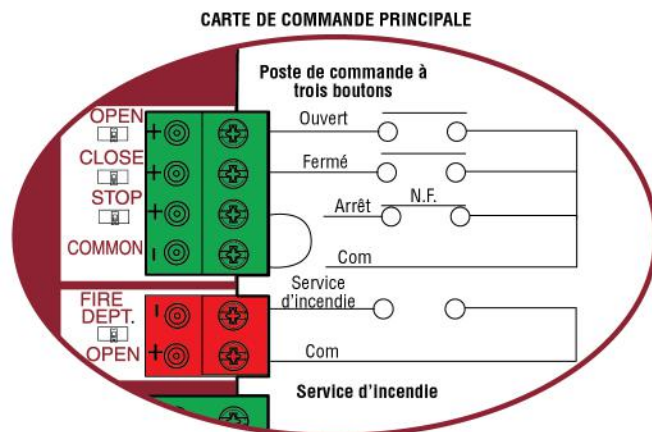 CARTE DE COMMANDE PRINCIPALE
Poste de commande à
trois boutons
OPEN
CLOSE
STOP
COMMON
+
+
+
I
Ouvert
Fermé
Arrêt
N.F.
Com
FIRE
DEPT.
OPEN
I
+
Service
d'incendie
Com
Service d'incendie